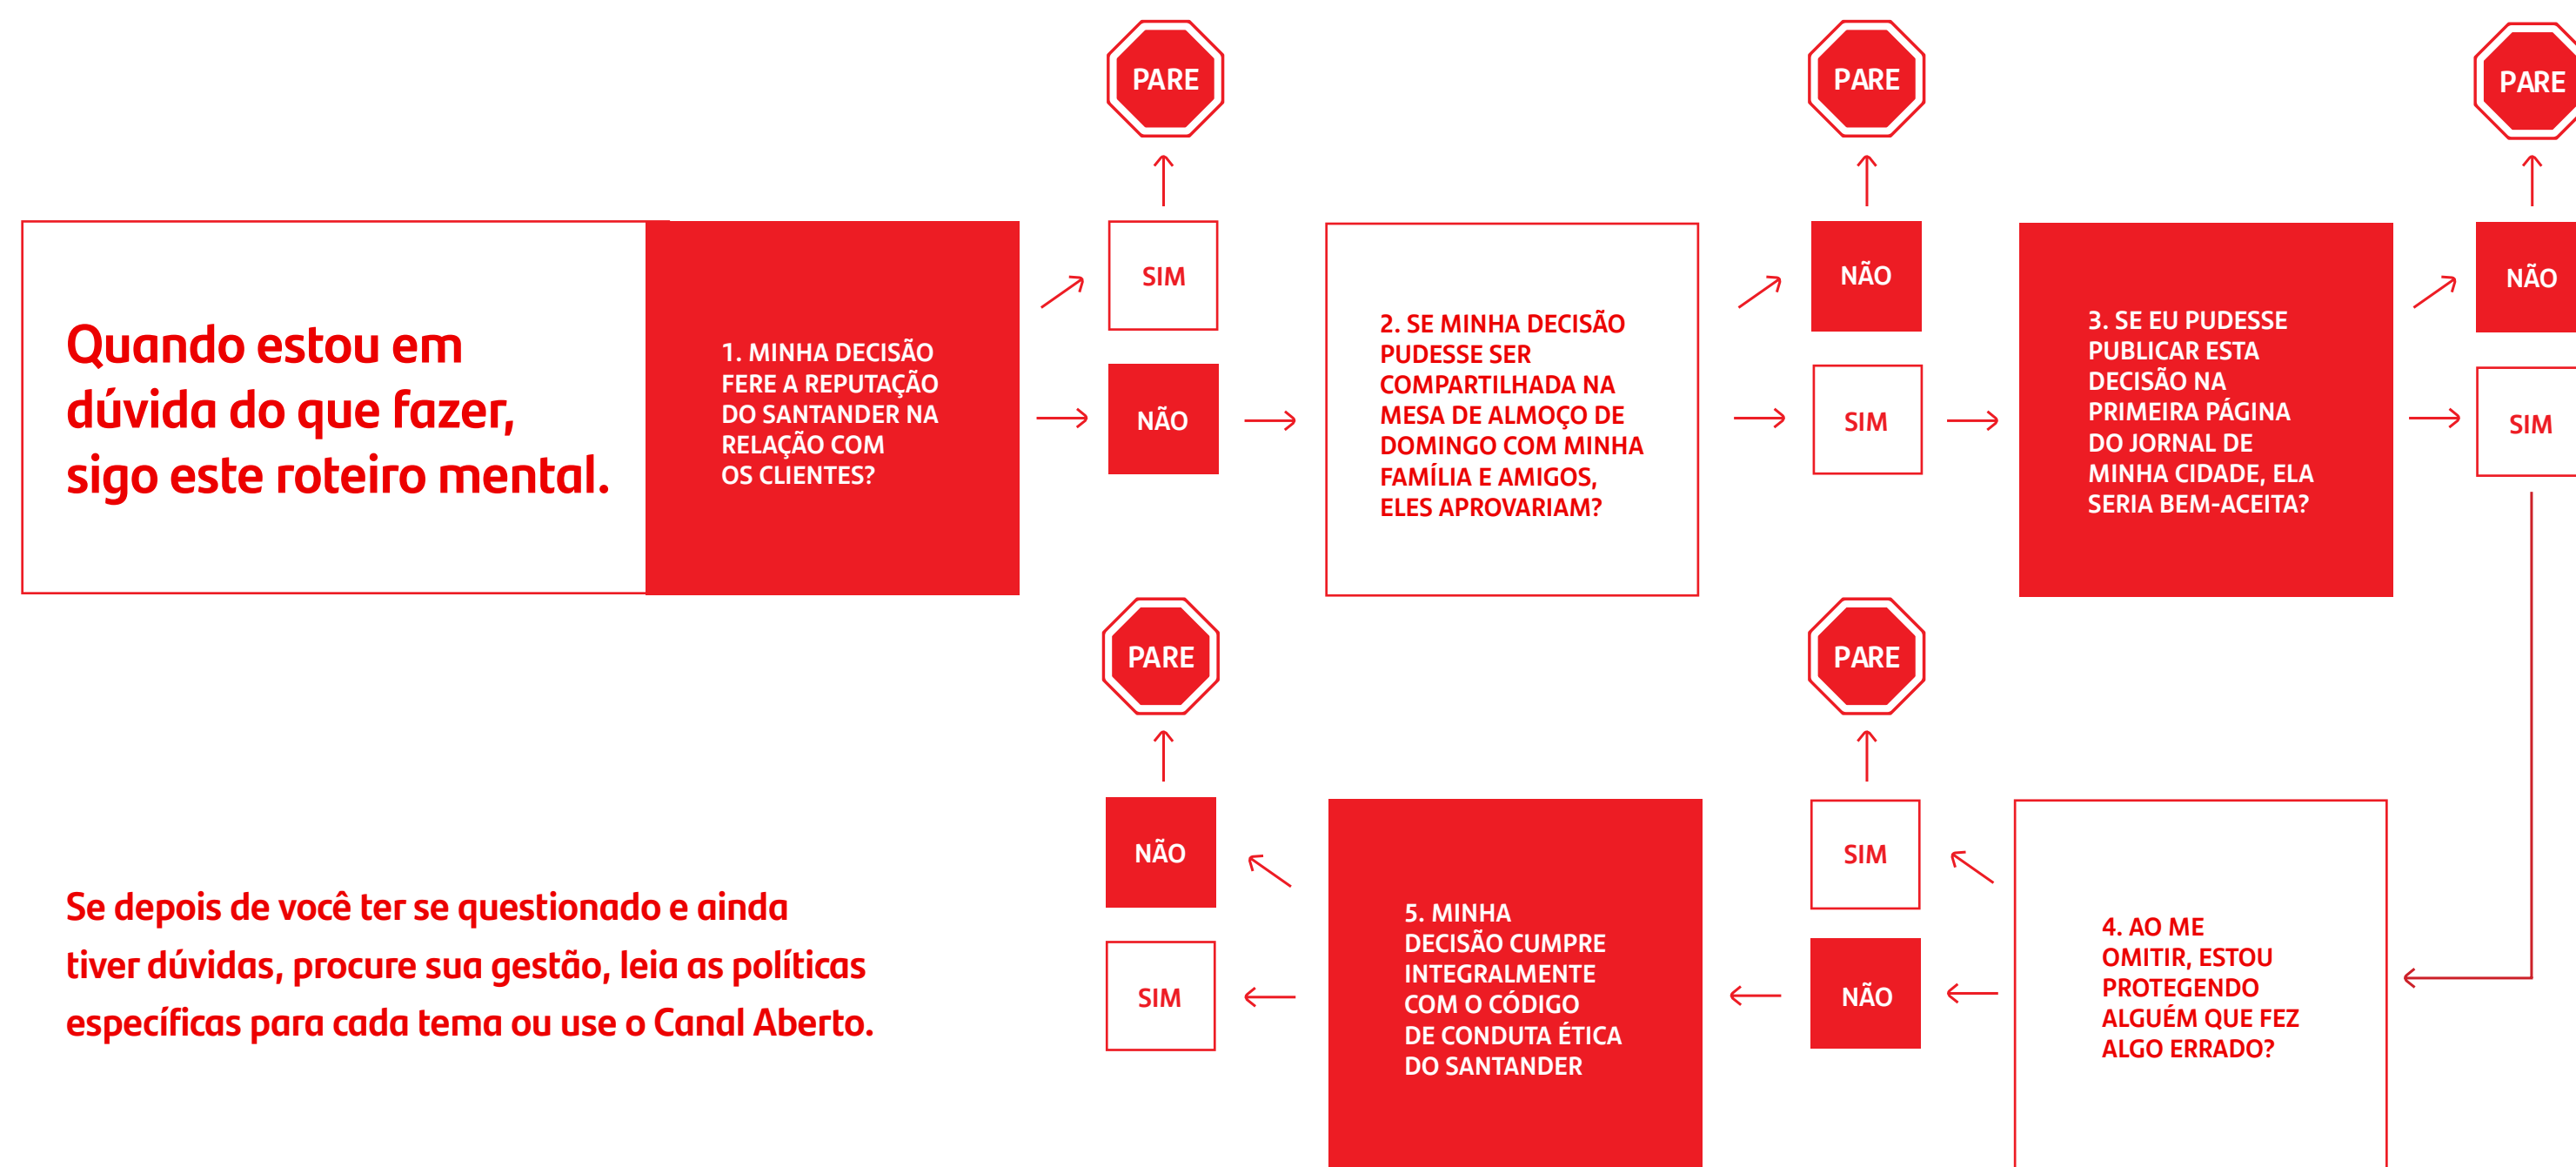 Quando estou em
dúvida do que fazer,
sigo este roteiro mental.
1. MINHA DECISÃO
FERE A REPUTAÇÃO
DO SANTANDER NA
RELAÇÃO COM
OS CLIENTES?
PARE
SIM
NÃO
2. SE MINHA DECISÃO
PUDESSE SER
COMPARTILHADA NA
MESA DE ALMOÇO DE
DOMINGO COM MINHA
FAMÍLIA E AMIGOS,
ELES APROVARIAM?
PARE
NÃO
SIM
3. SE EU PUDESSE
PUBLICAR ESTA
DECISÃO NA
PRIMEIRA PÁGINA
DO JORNAL DE
MINHA CIDADE, ELA
SERIA BEM-ACEITA?
PARE
NÃO
SIM
4. AO ME
OMITIR, ESTOU
PROTEGENDO
ALGUÉM QUE FEZ
ALGO ERRADO?
PARE
SIM
NÃO
5. MINHA
DECISÃO CUMPRE
INTEGRALMENTE
COM O CÓDIGO
DE CONDUTA ÉTICA
DO SANTANDER
PARE
NÃO
SIM
Se depois de você ter se questionado e ainda
tiver dúvidas, procure sua gestão, leia as políticas
específicas para cada tema ou use o Canal Aberto.